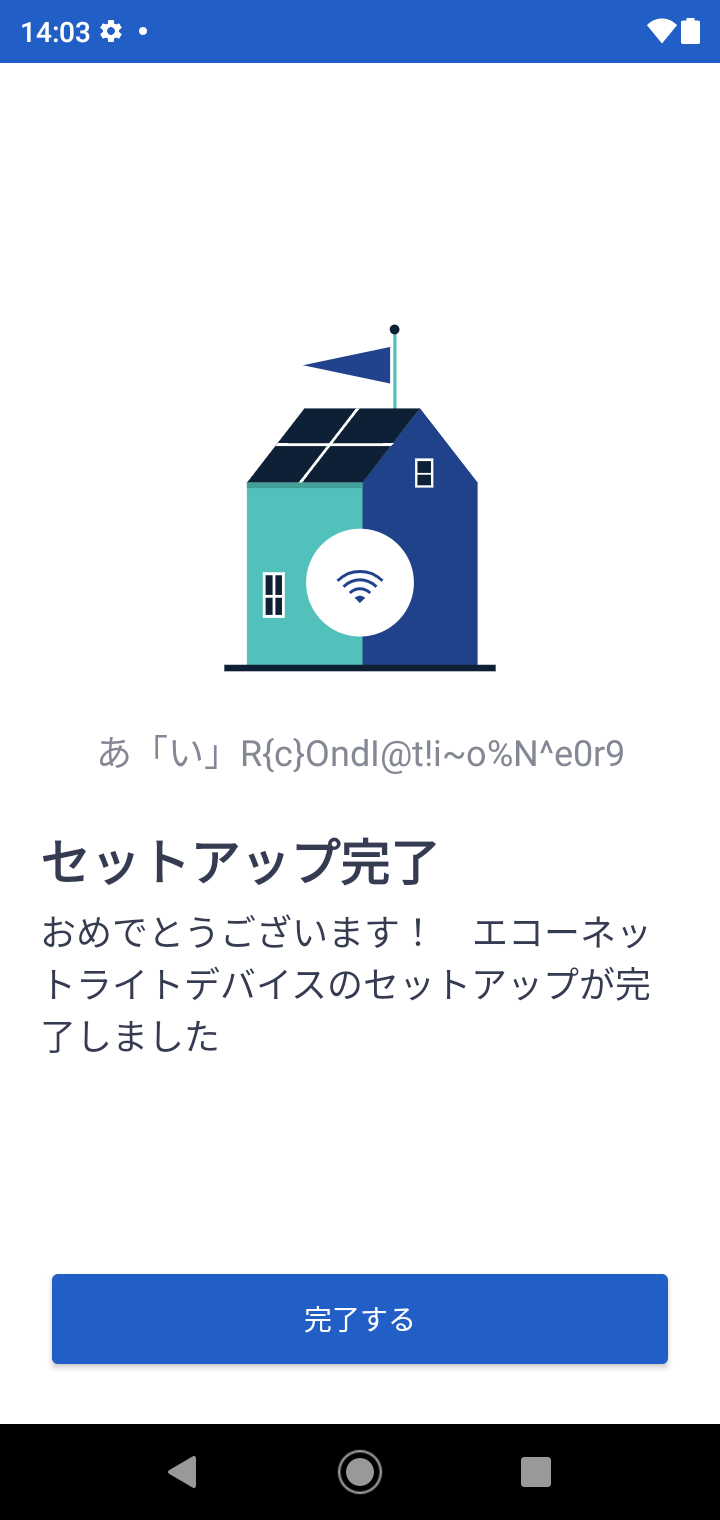 14:03
あ「い」R{c}OndI@t!i~o%N^e0r9
セットアップ完了
おめでとうございます！　エコーネッ
トライトデバイスのセットアップが完
了しました
完了する